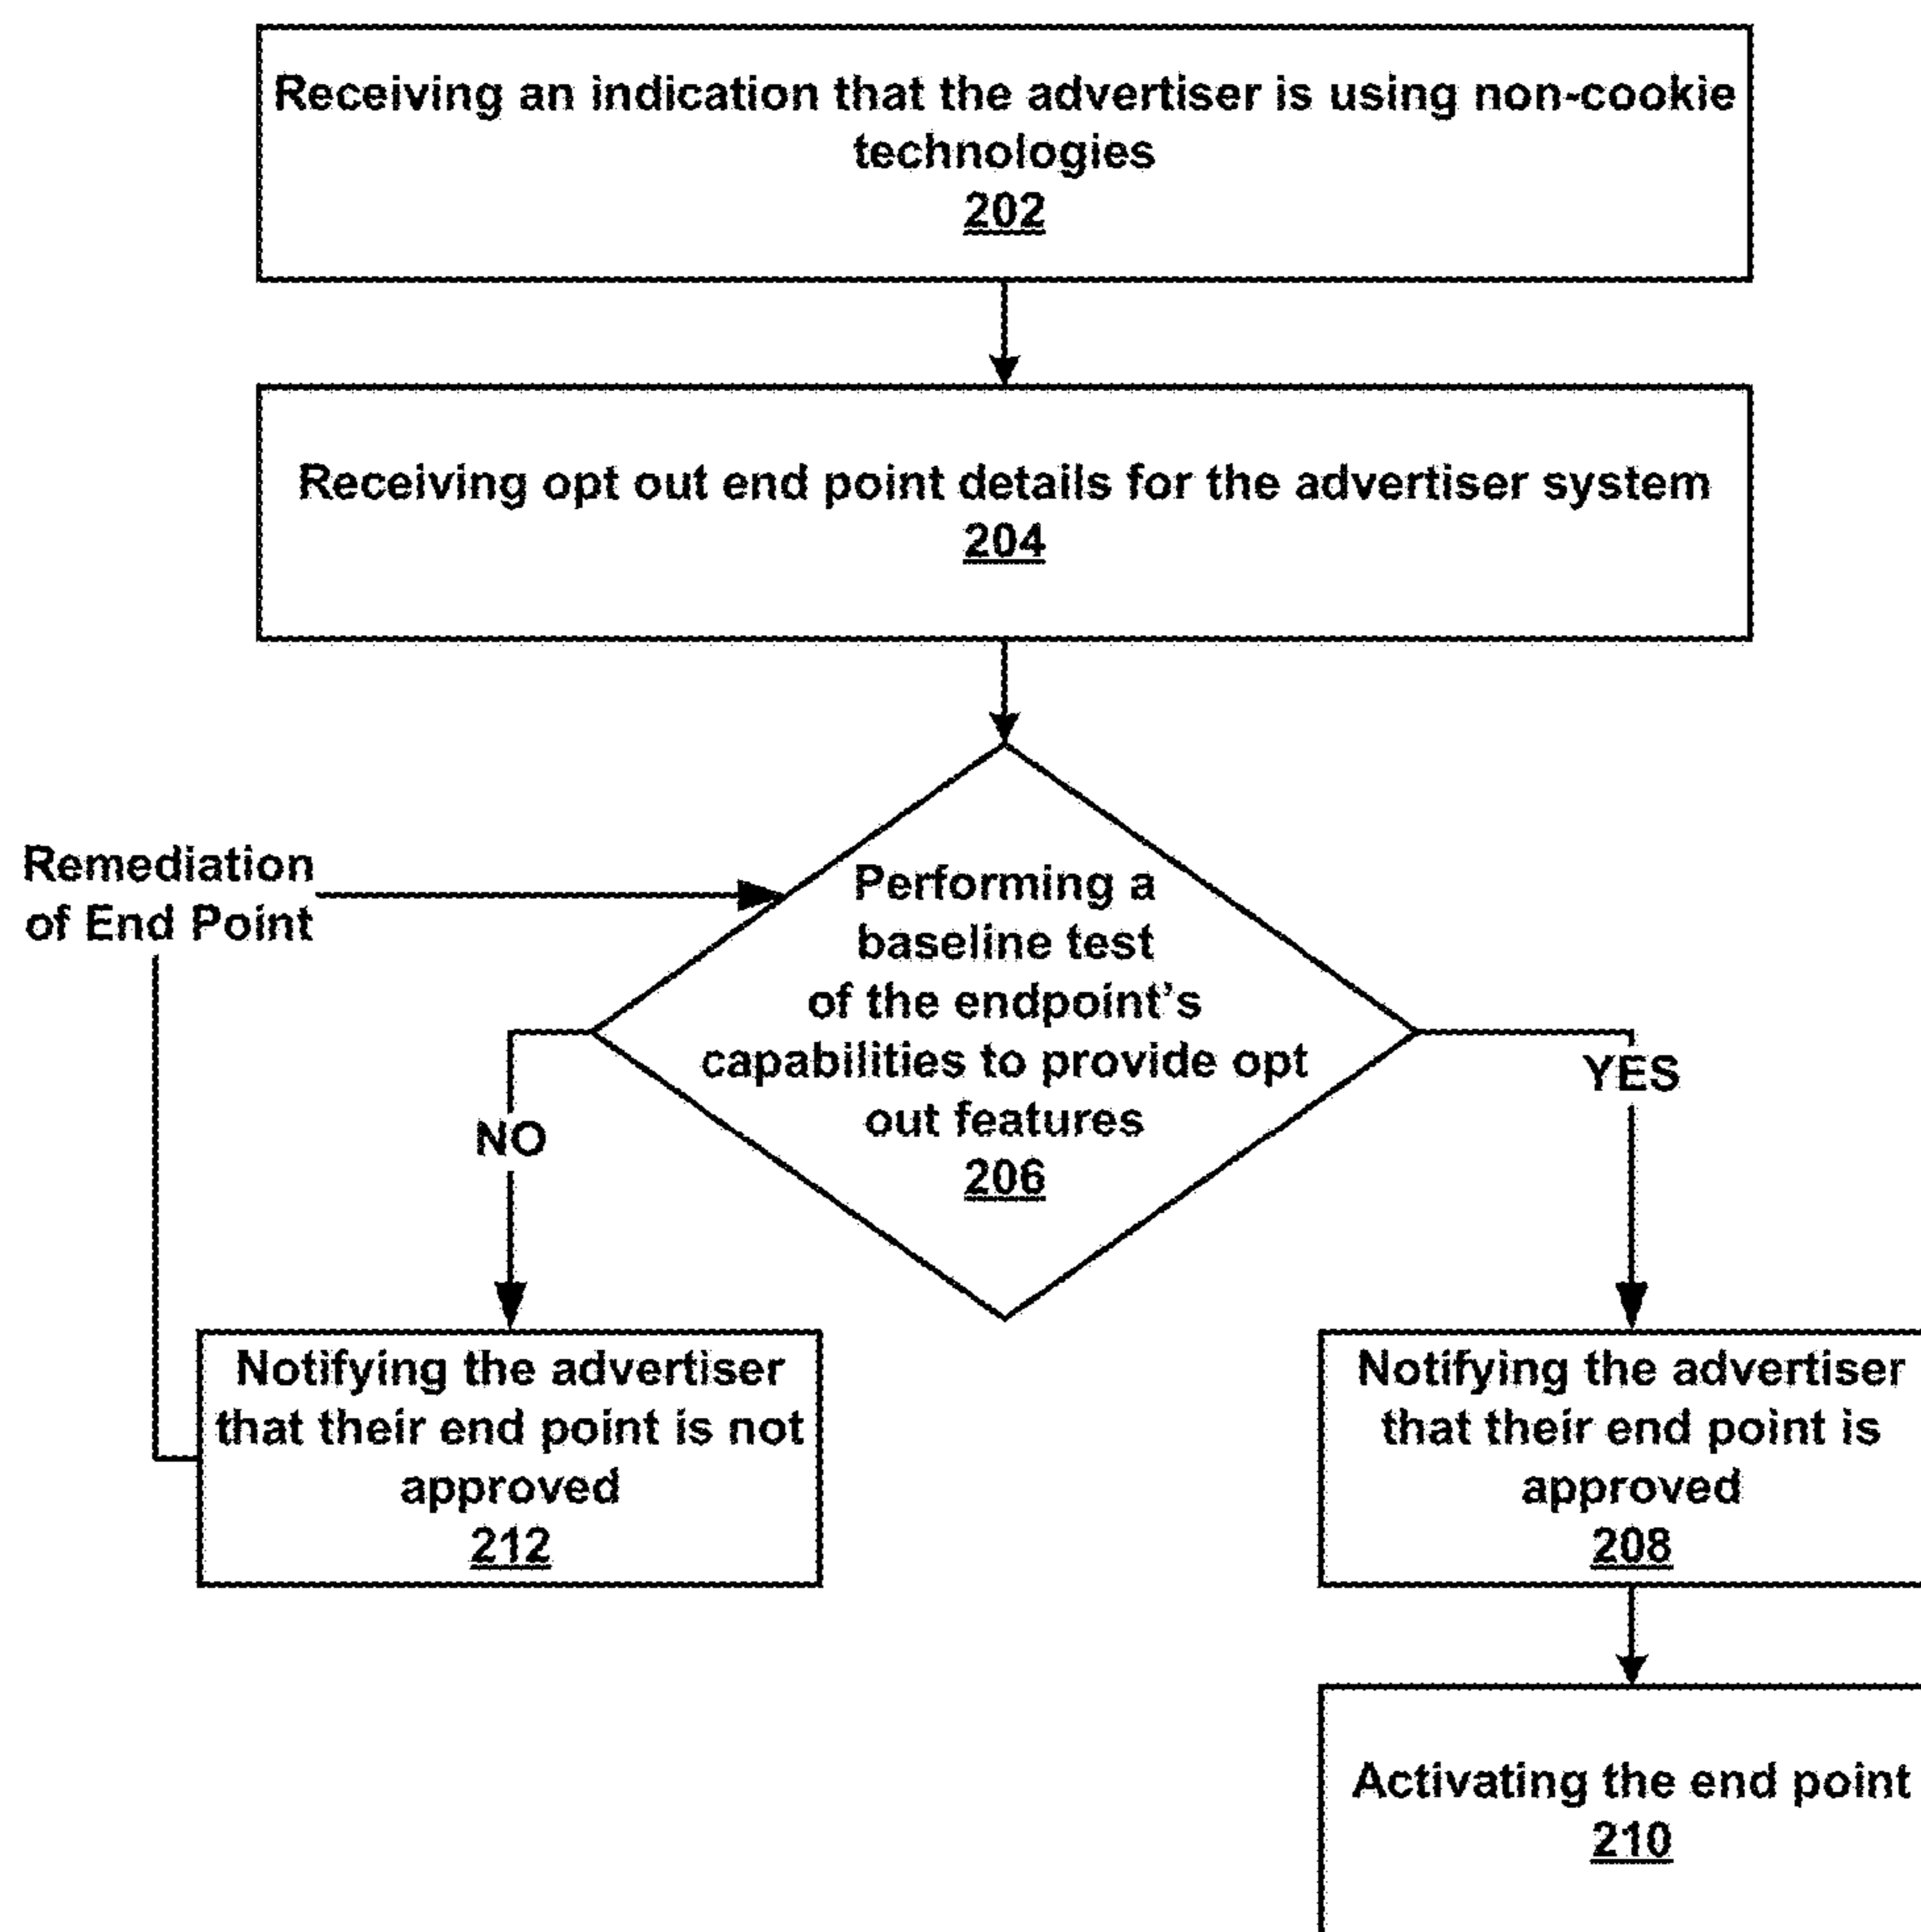 Receiving an indication that the advertiser is using non-cookie
technologies
202
Receiving opt out end point details for the advertiser system
204
Remediation
of End Point
Performing a
baseline test
of the endpoint's
capabilities to provide opt
out features
206
NO
YES
Notifying the advertiser
that their end point is not
approved
212
Notifying the advertiser
that their end point is
approved
208
Activating the end point
210